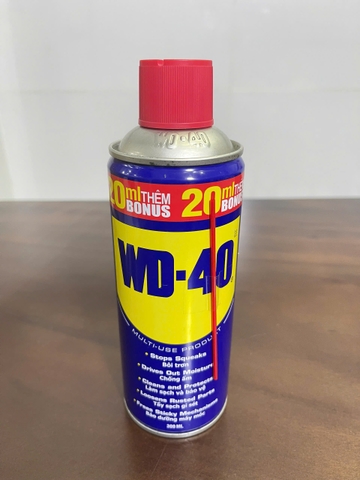 WD-40
20ml THÊM BONUS
20ml THÊM BONUS
WD-40
MULTI-USE PRODUCT
• Stops Squeaks
Bôi trơn
• Drives Out Moisture
Chống ẩm
• Cleans and Protects
Làm sạch và bảo vệ
• Loosens Rusted Parts
Tẩy sạch gỉ sét
• Frees Sticky Mechanisms
Bảo dưỡng máy móc